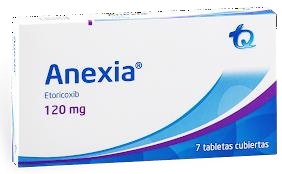 Anexia®
Etoricoxib
120 mg
7 tabletas cubiertas